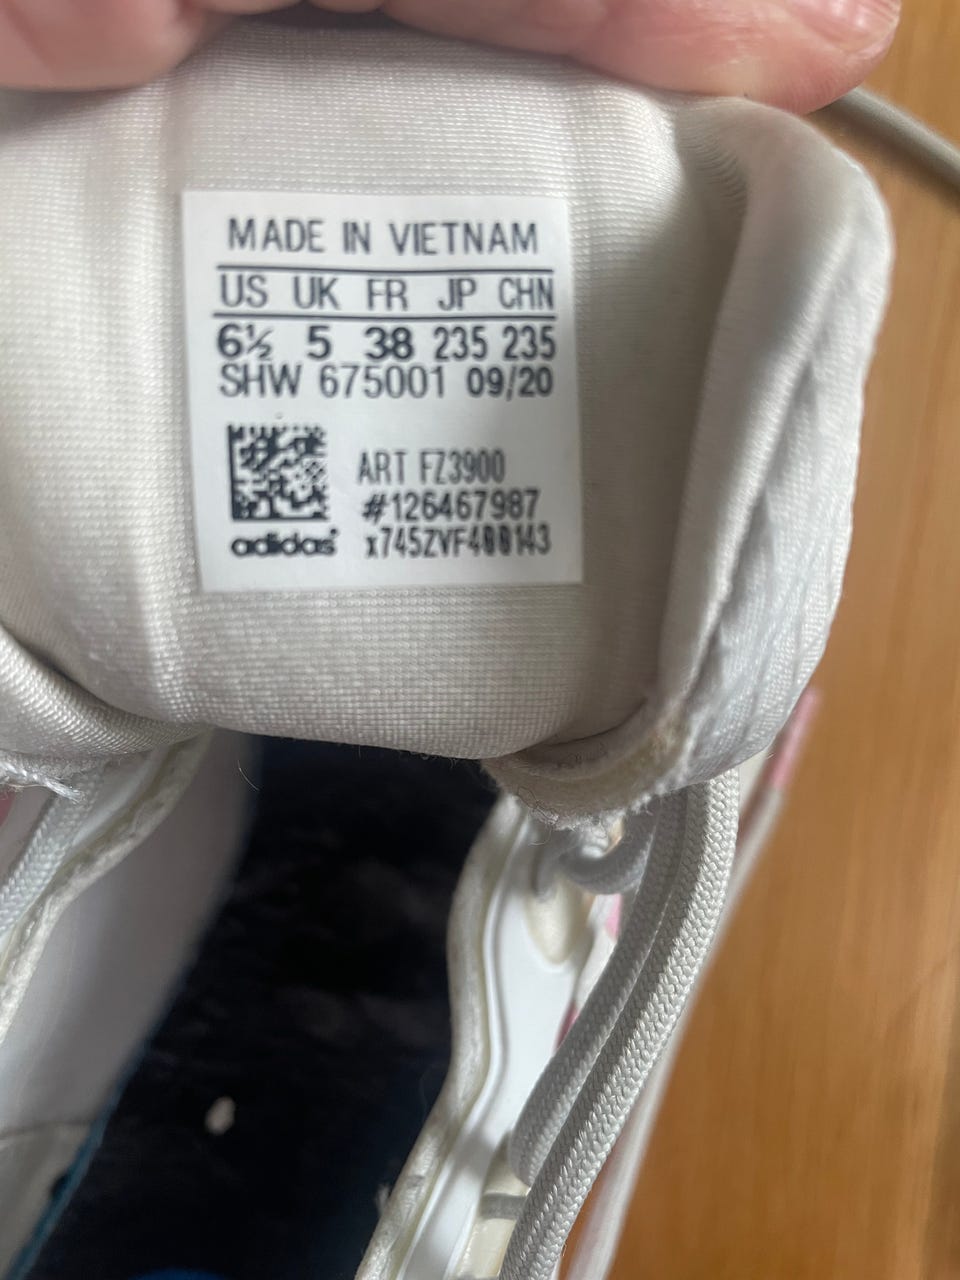 MADE IN VIETNAM
US UK FR JP CHN
6½ 5 38 235 235
SHW 675001 09/20
ART FZ3900
#126467987
adidas x745ZVF400143